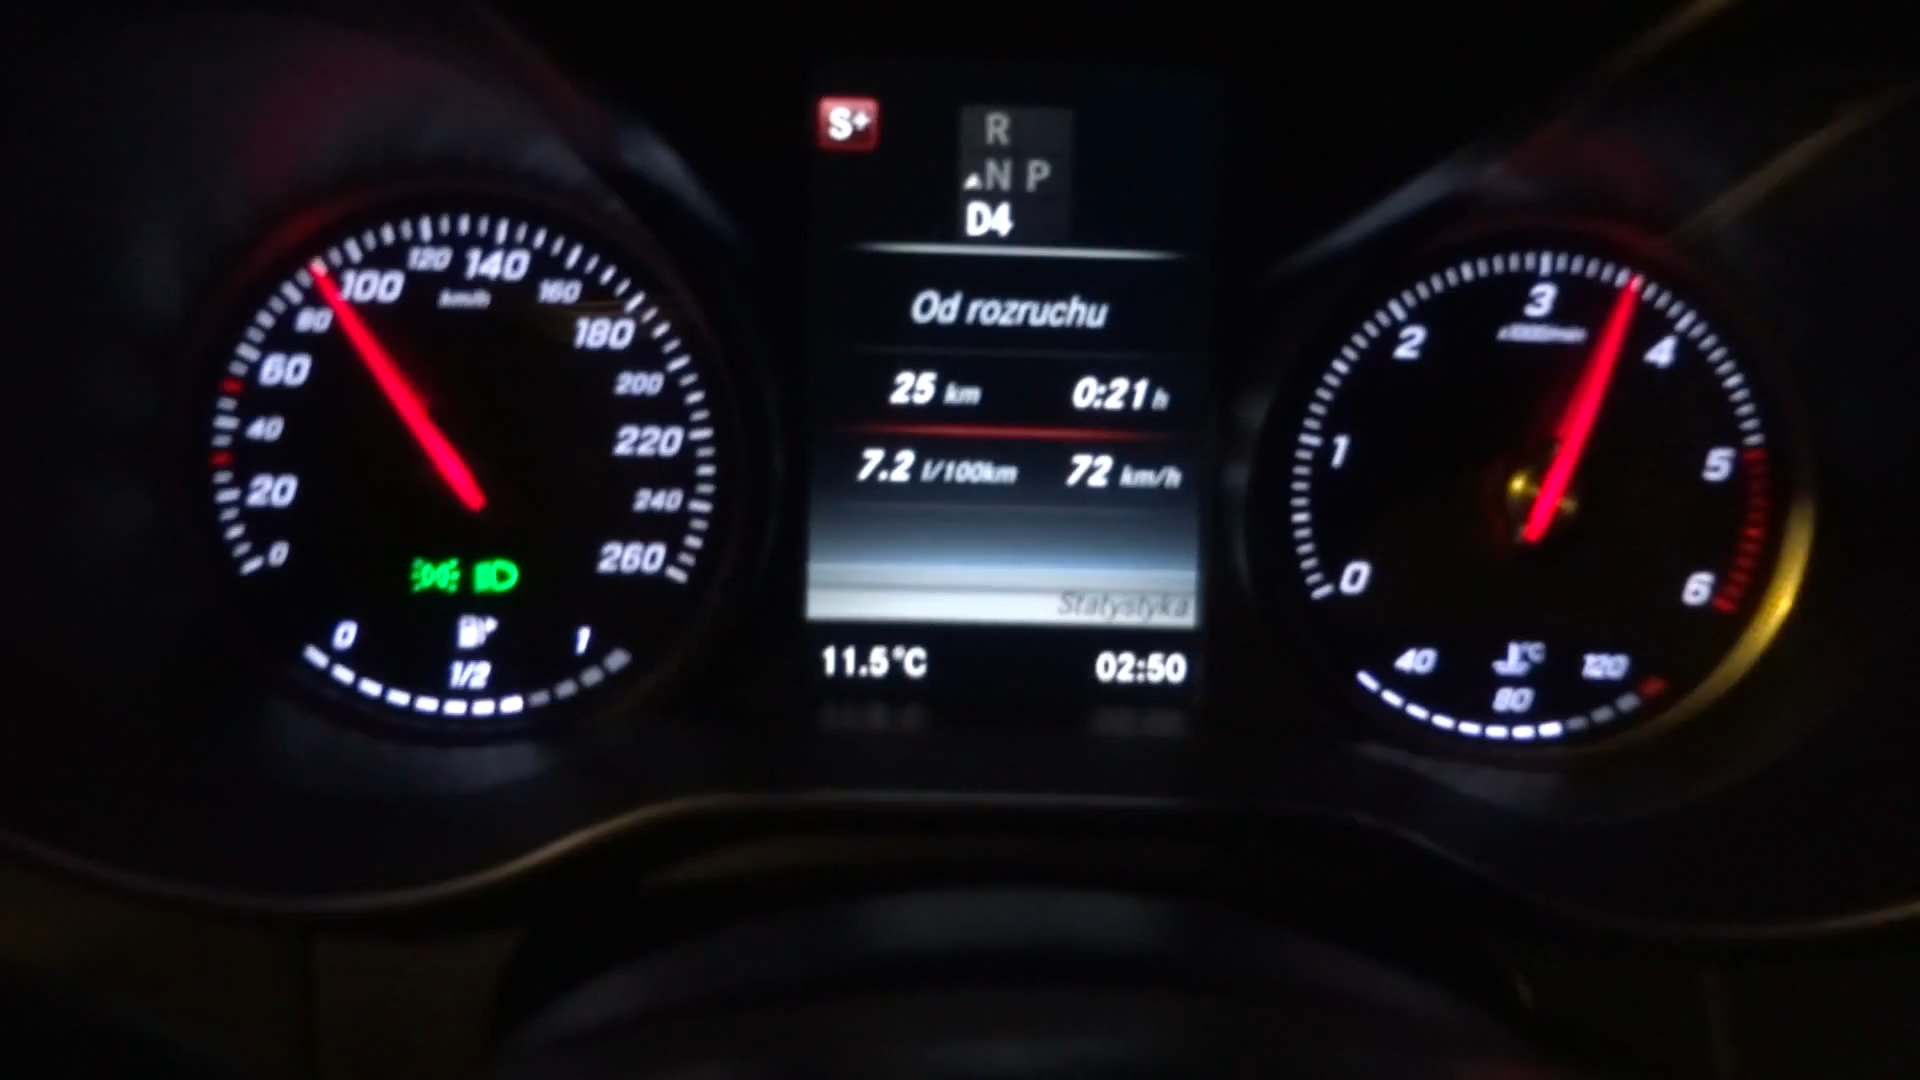 S+
R
N P
D4
Od rozruchu
25 km 0:21 h
7.2 l/100km 72 km/h
Statystyka
11.5°C 02:50
0 20 40 60 80 100 120 140 160 180 200 220 240 260
km/h
0 1/2 1
0 1 2 3 4 5 6
40 80 120
°C